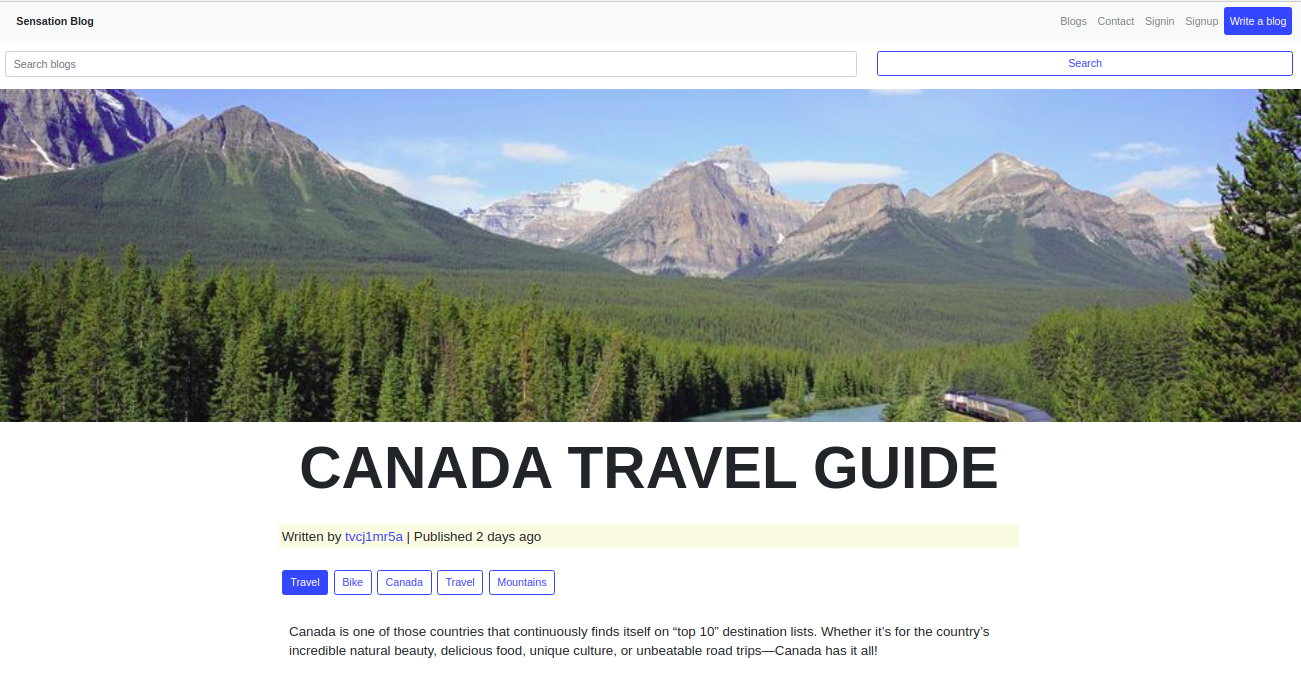 Sensation Blog
Blogs Contact Signin Signup Write a blog
Search blogs Search
CANADA TRAVEL GUIDE
Written by tvcj1mr5a | Published 2 days ago
Travel Bike Canada Travel Mountains
Canada is one of those countries that continuously finds itself on “top 10” destination lists. Whether it’s for the country’s
incredible natural beauty, delicious food, unique culture, or unbeatable road trips—Canada has it all!